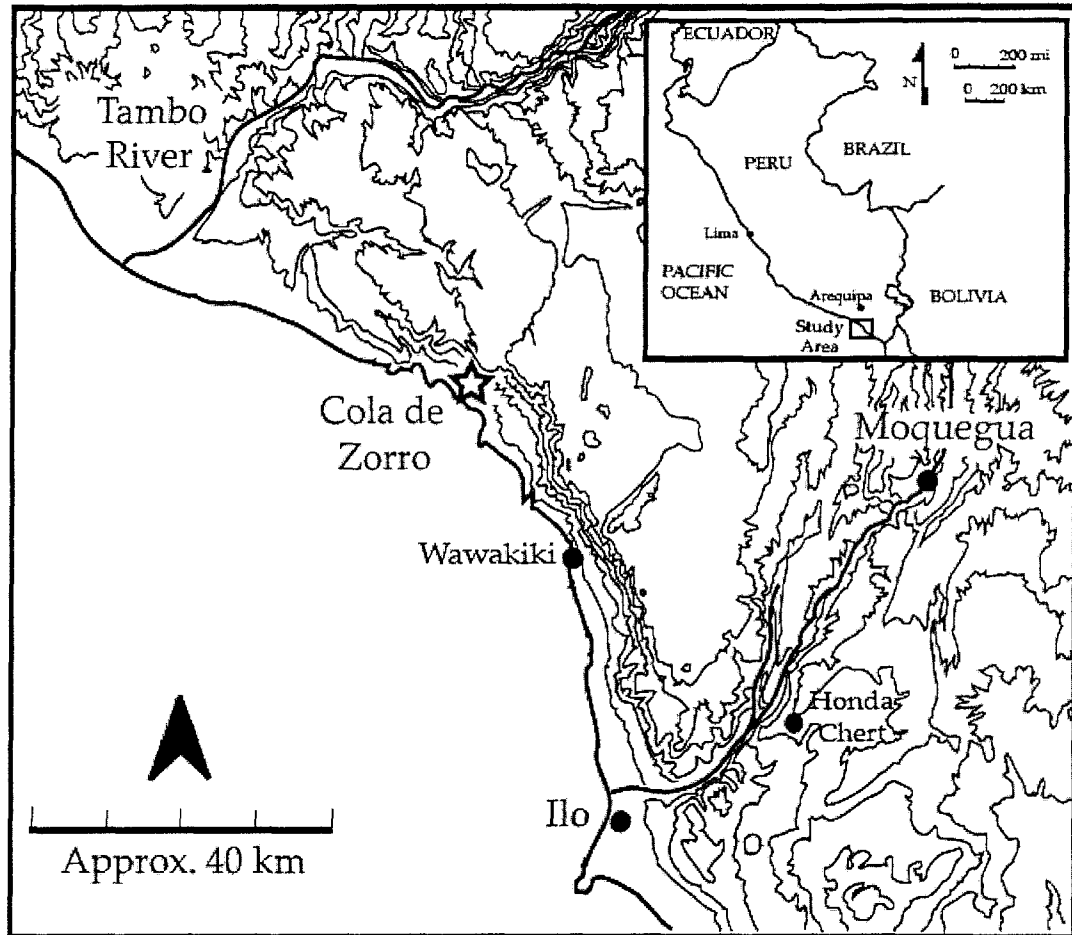 Tambo
River
Cola de
Zorro
Wawakiki
Ilo
Moquegua
Honda
Chert
Approx. 40 km
ECUADOR
0 200 mi
N
0 200 km
PERU
BRAZIL
Lima
PACIFIC
OCEAN
Arequipa
BOLIVIA
Study
Area